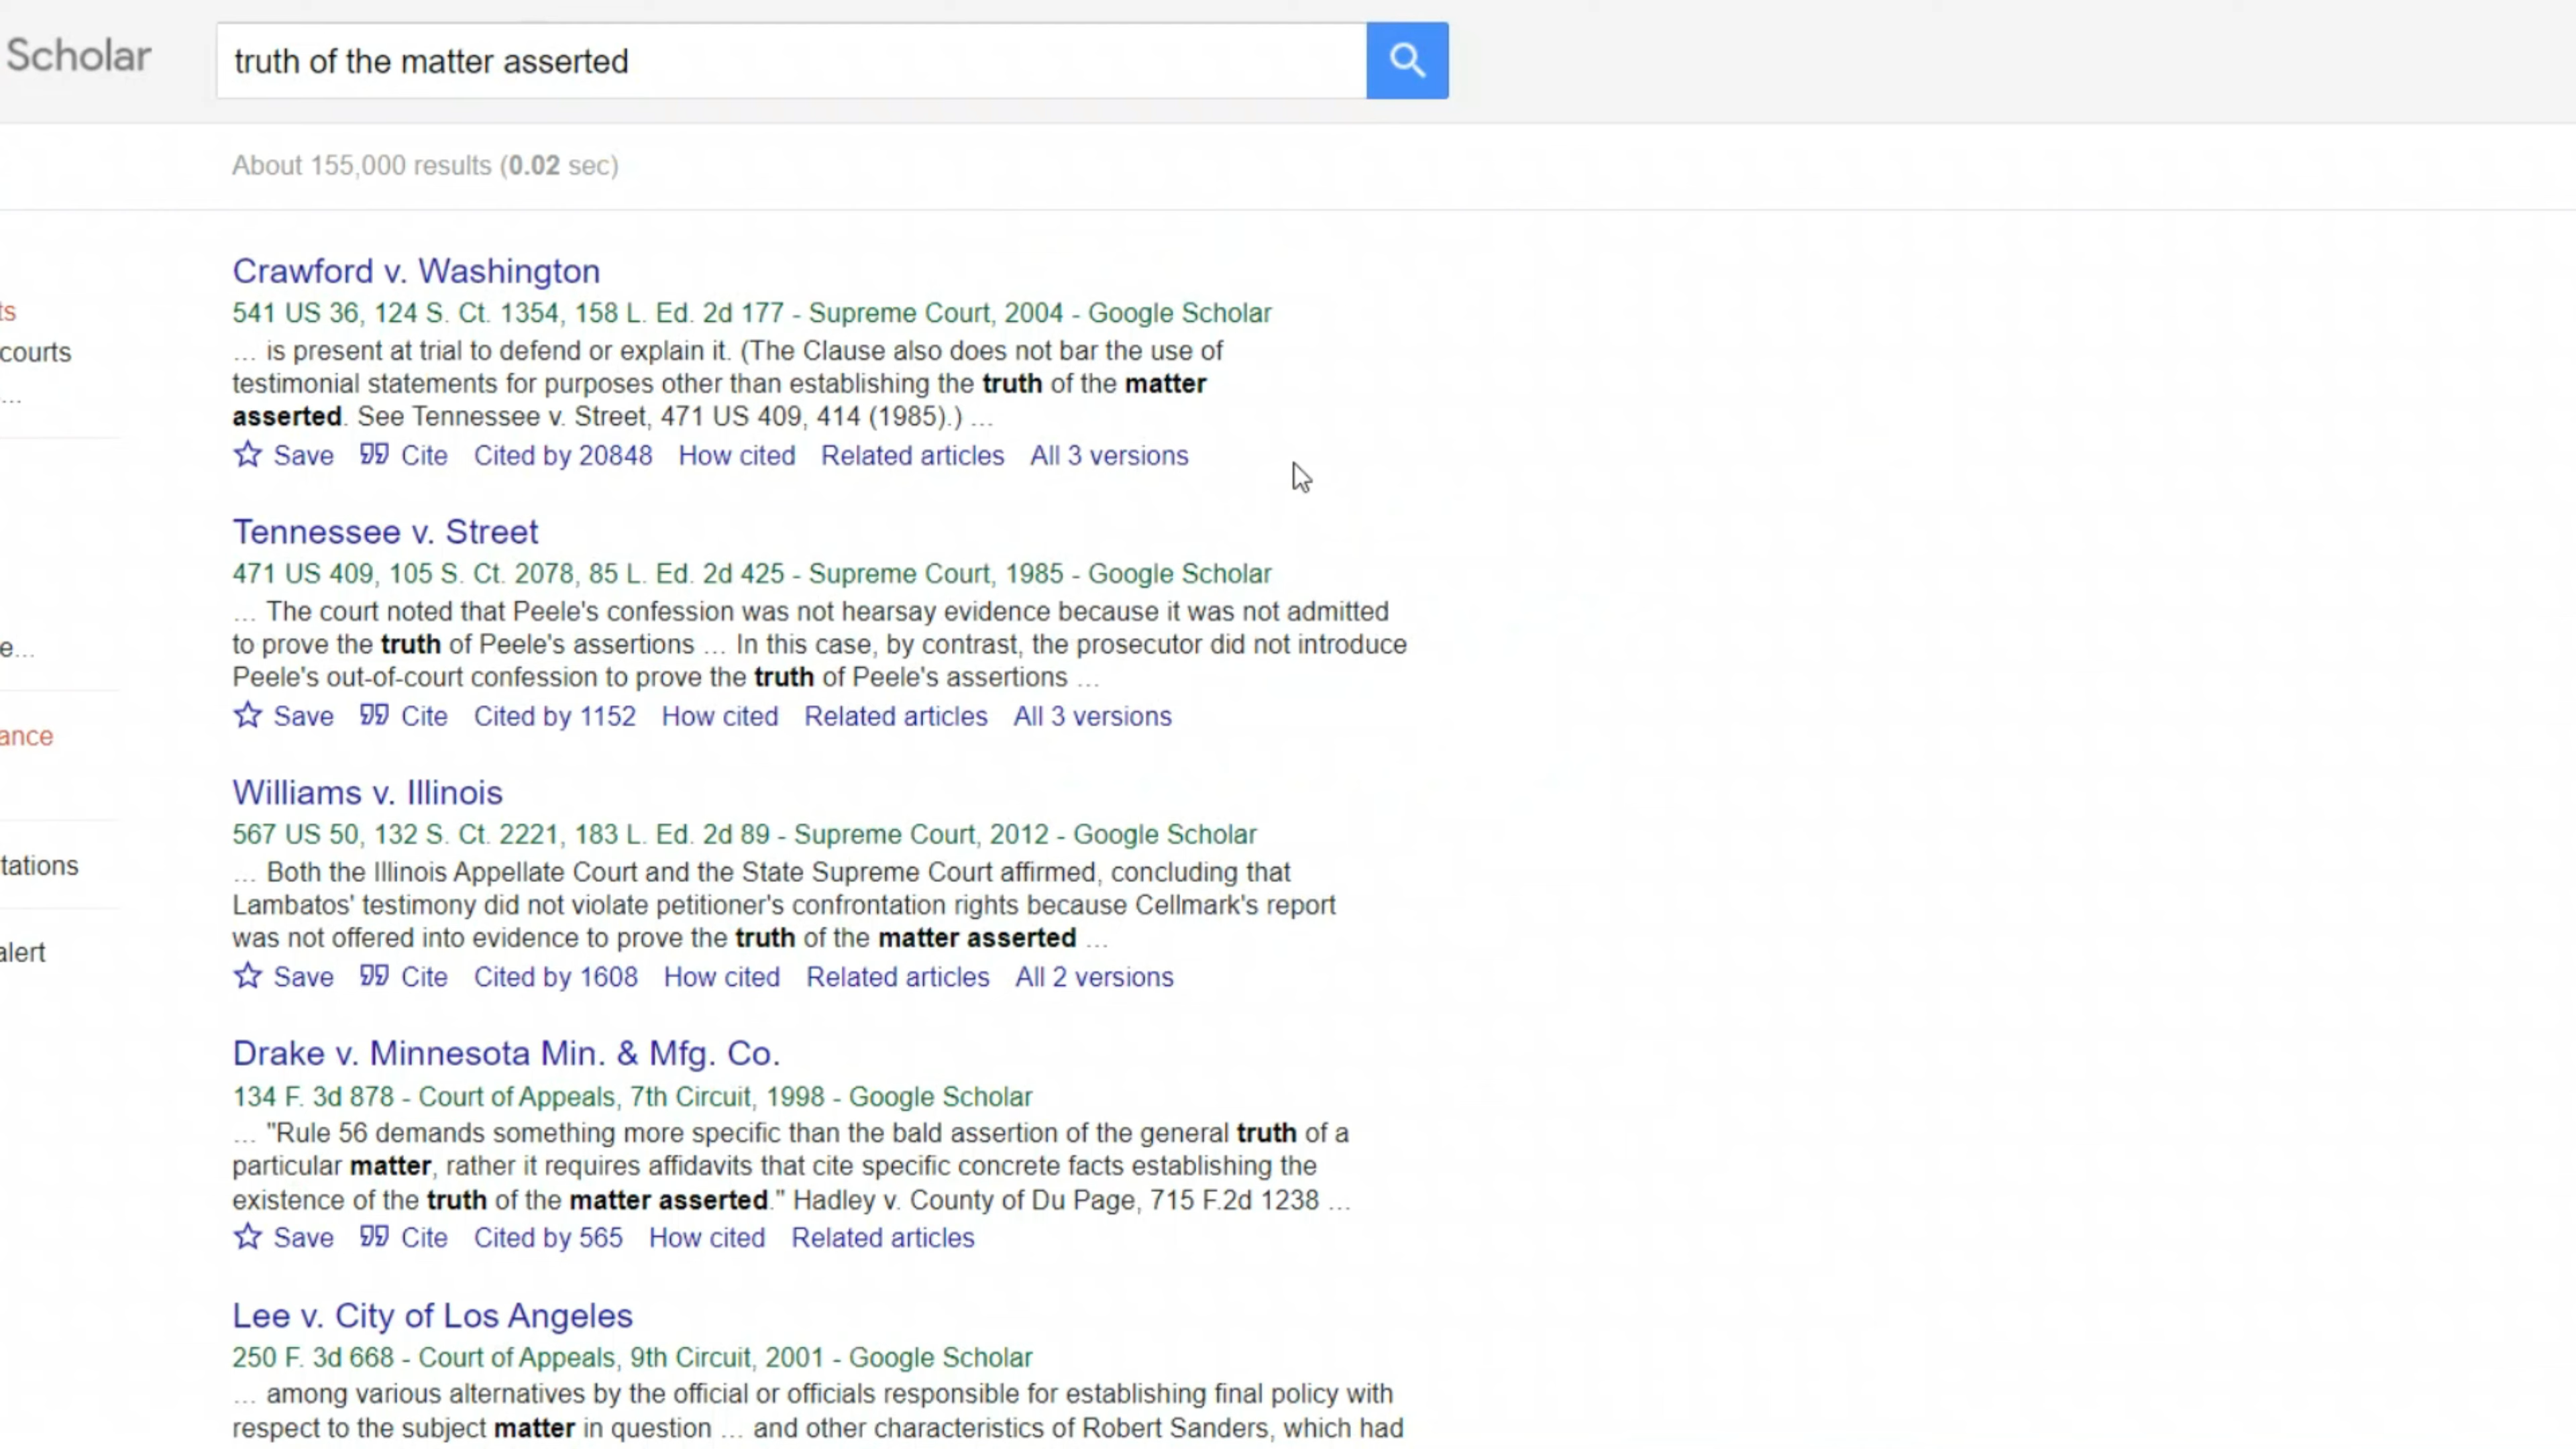 Scholar
truth of the matter asserted
About 155,000 results (0.02 sec)
Crawford v. Washington
541 US 36, 124 S. Ct. 1354, 158 L. Ed. 2d 177 - Supreme Court, 2004 - Google Scholar
... is present at trial to defend or explain it. (The Clause also does not bar the use of
testimonial statements for purposes other than establishing the truth of the matter
asserted. See Tennessee v. Street, 471 US 409, 414 (1985).) ...
Save Cite Cited by 20848 How cited Related articles All 3 versions
Tennessee v. Street
471 US 409, 105 S. Ct. 2078, 85 L. Ed. 2d 425 - Supreme Court, 1985 - Google Scholar
... The court noted that Peele's confession was not hearsay evidence because it was not admitted
to prove the truth of Peele's assertions ... In this case, by contrast, the prosecutor did not introduce
Peele's out-of-court confession to prove the truth of Peele's assertions ...
Save Cite Cited by 1152 How cited Related articles All 3 versions
Williams v. Illinois
567 US 50, 132 S. Ct. 2221, 183 L. Ed. 2d 89 - Supreme Court, 2012 - Google Scholar
... Both the Illinois Appellate Court and the State Supreme Court affirmed, concluding that
Lambatos' testimony did not violate petitioner's confrontation rights because Cellmark's report
was not offered into evidence to prove the truth of the matter asserted ...
Save Cite Cited by 1608 How cited Related articles All 2 versions
Drake v. Minnesota Min. & Mfg. Co.
134 F. 3d 878 - Court of Appeals, 7th Circuit, 1998 - Google Scholar
... "Rule 56 demands something more specific than the bald assertion of the general truth of a
particular matter, rather it requires affidavits that cite specific concrete facts establishing the
existence of the truth of the matter asserted." Hadley v. County of Du Page, 715 F.2d 1238 ...
Save Cite Cited by 565 How cited Related articles
Lee v. City of Los Angeles
250 F. 3d 668 - Court of Appeals, 9th Circuit, 2001 - Google Scholar
... among various alternatives by the official or officials responsible for establishing final policy with
respect to the subject matter in question ... and other characteristics of Robert Sanders, which had
ts
courts
...
e...
ance
tations
alert